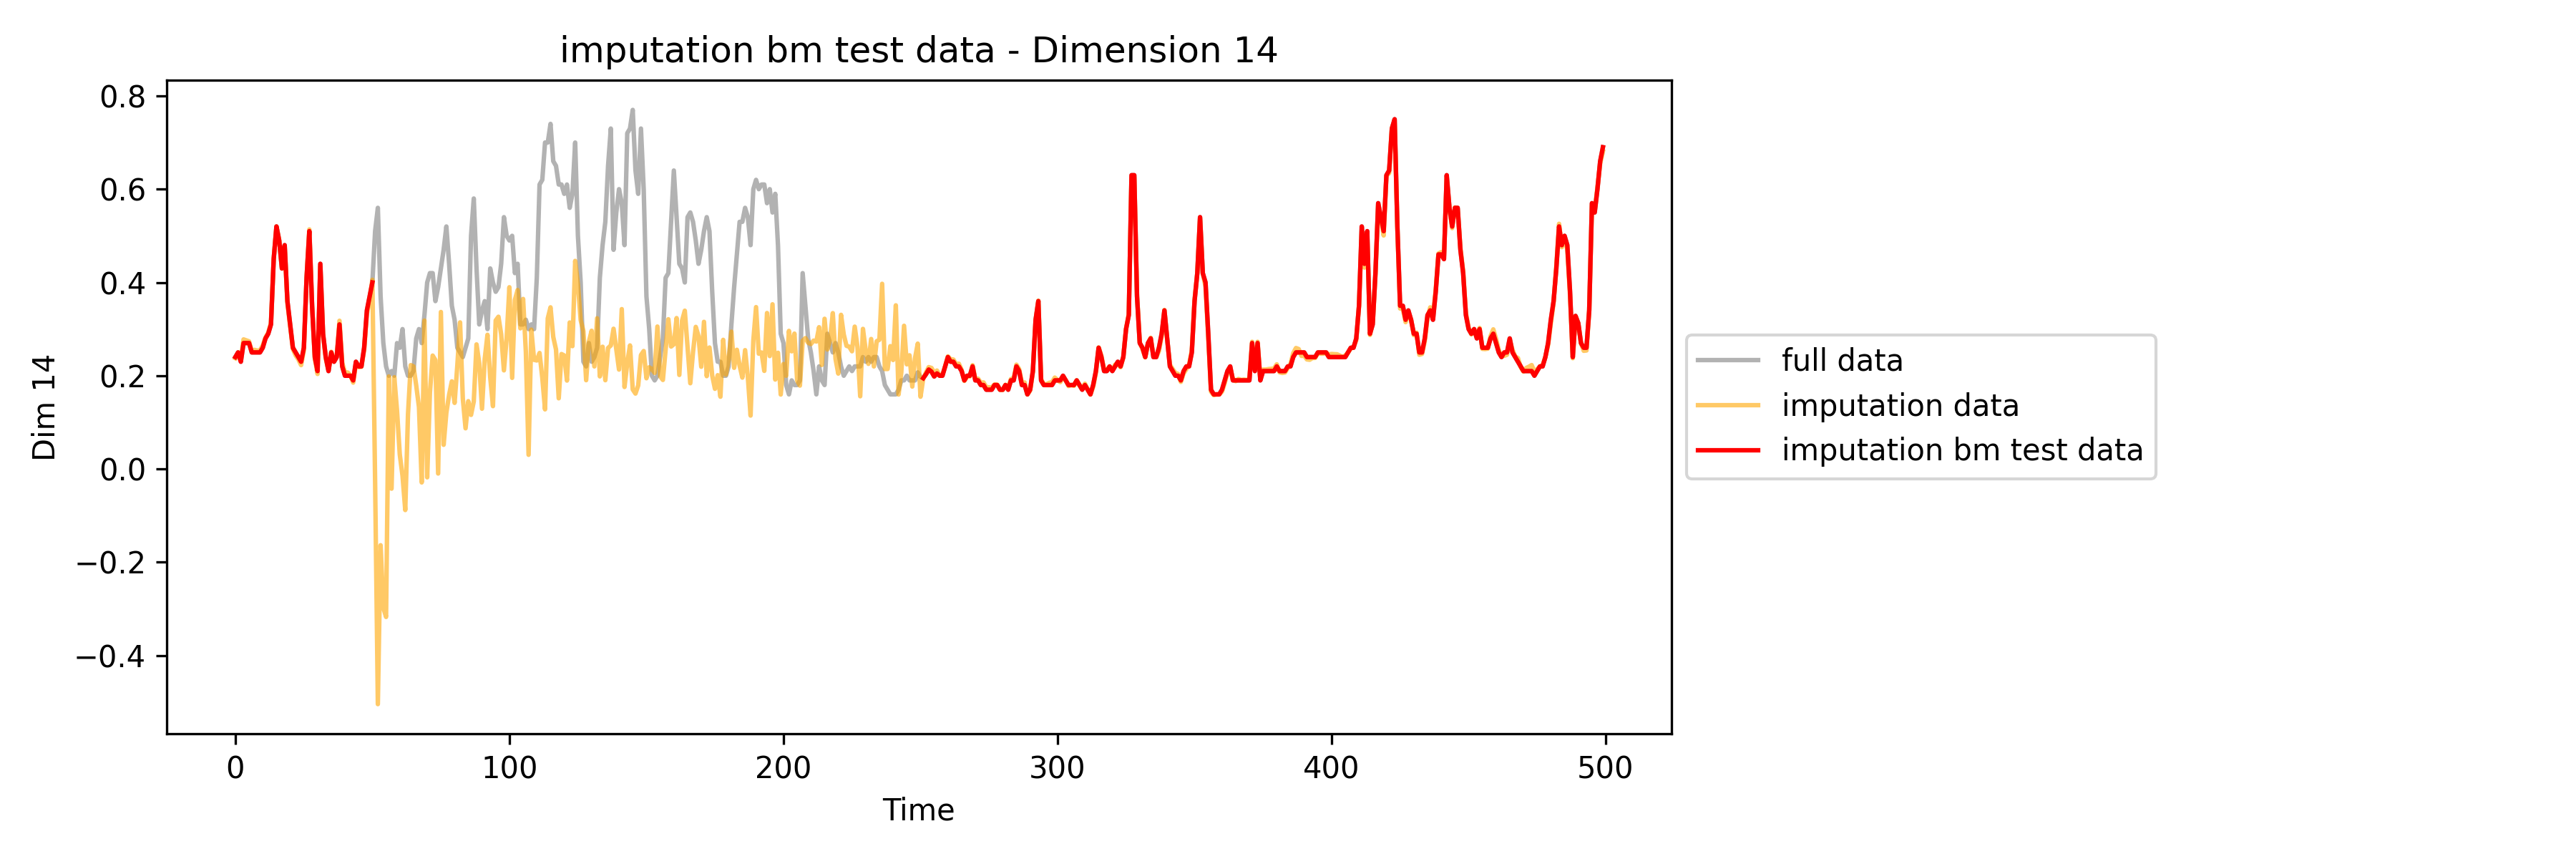 imputation bm test data - Dimension 14
0.8
0.6
0.4
0.2
0.0
−0.2
−0.4
Dim 14
0 100 200 300 400 500
Time
full data
imputation data
imputation bm test data